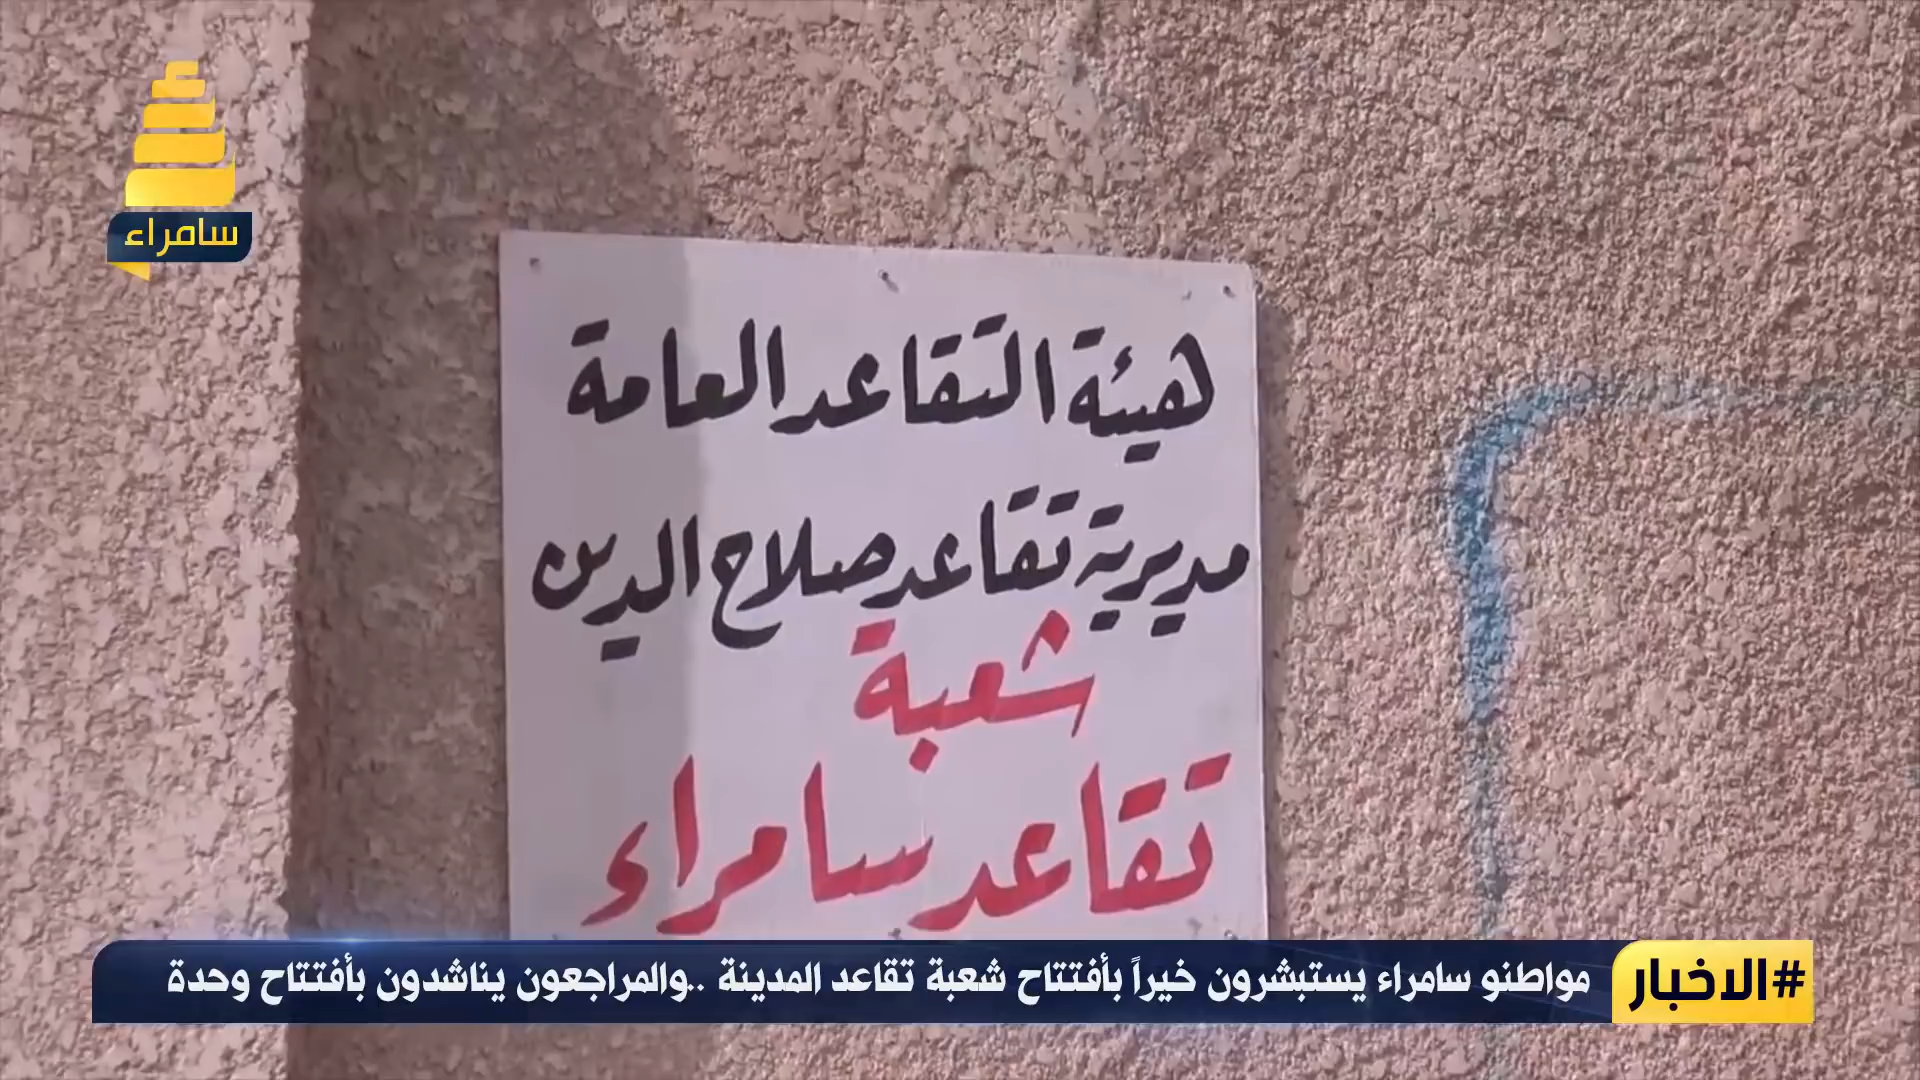 سامراء
هيئة التقاعد العامة
مديرية تقاعد صلاح الدين
شعبة
تقاعد سامراء
#الاخبار
مواطنو سامراء يستبشرون خيراً بأفتتاح شعبة تقاعد المدينة ..والمراجعون يناشدون بأفتتاح وحدة